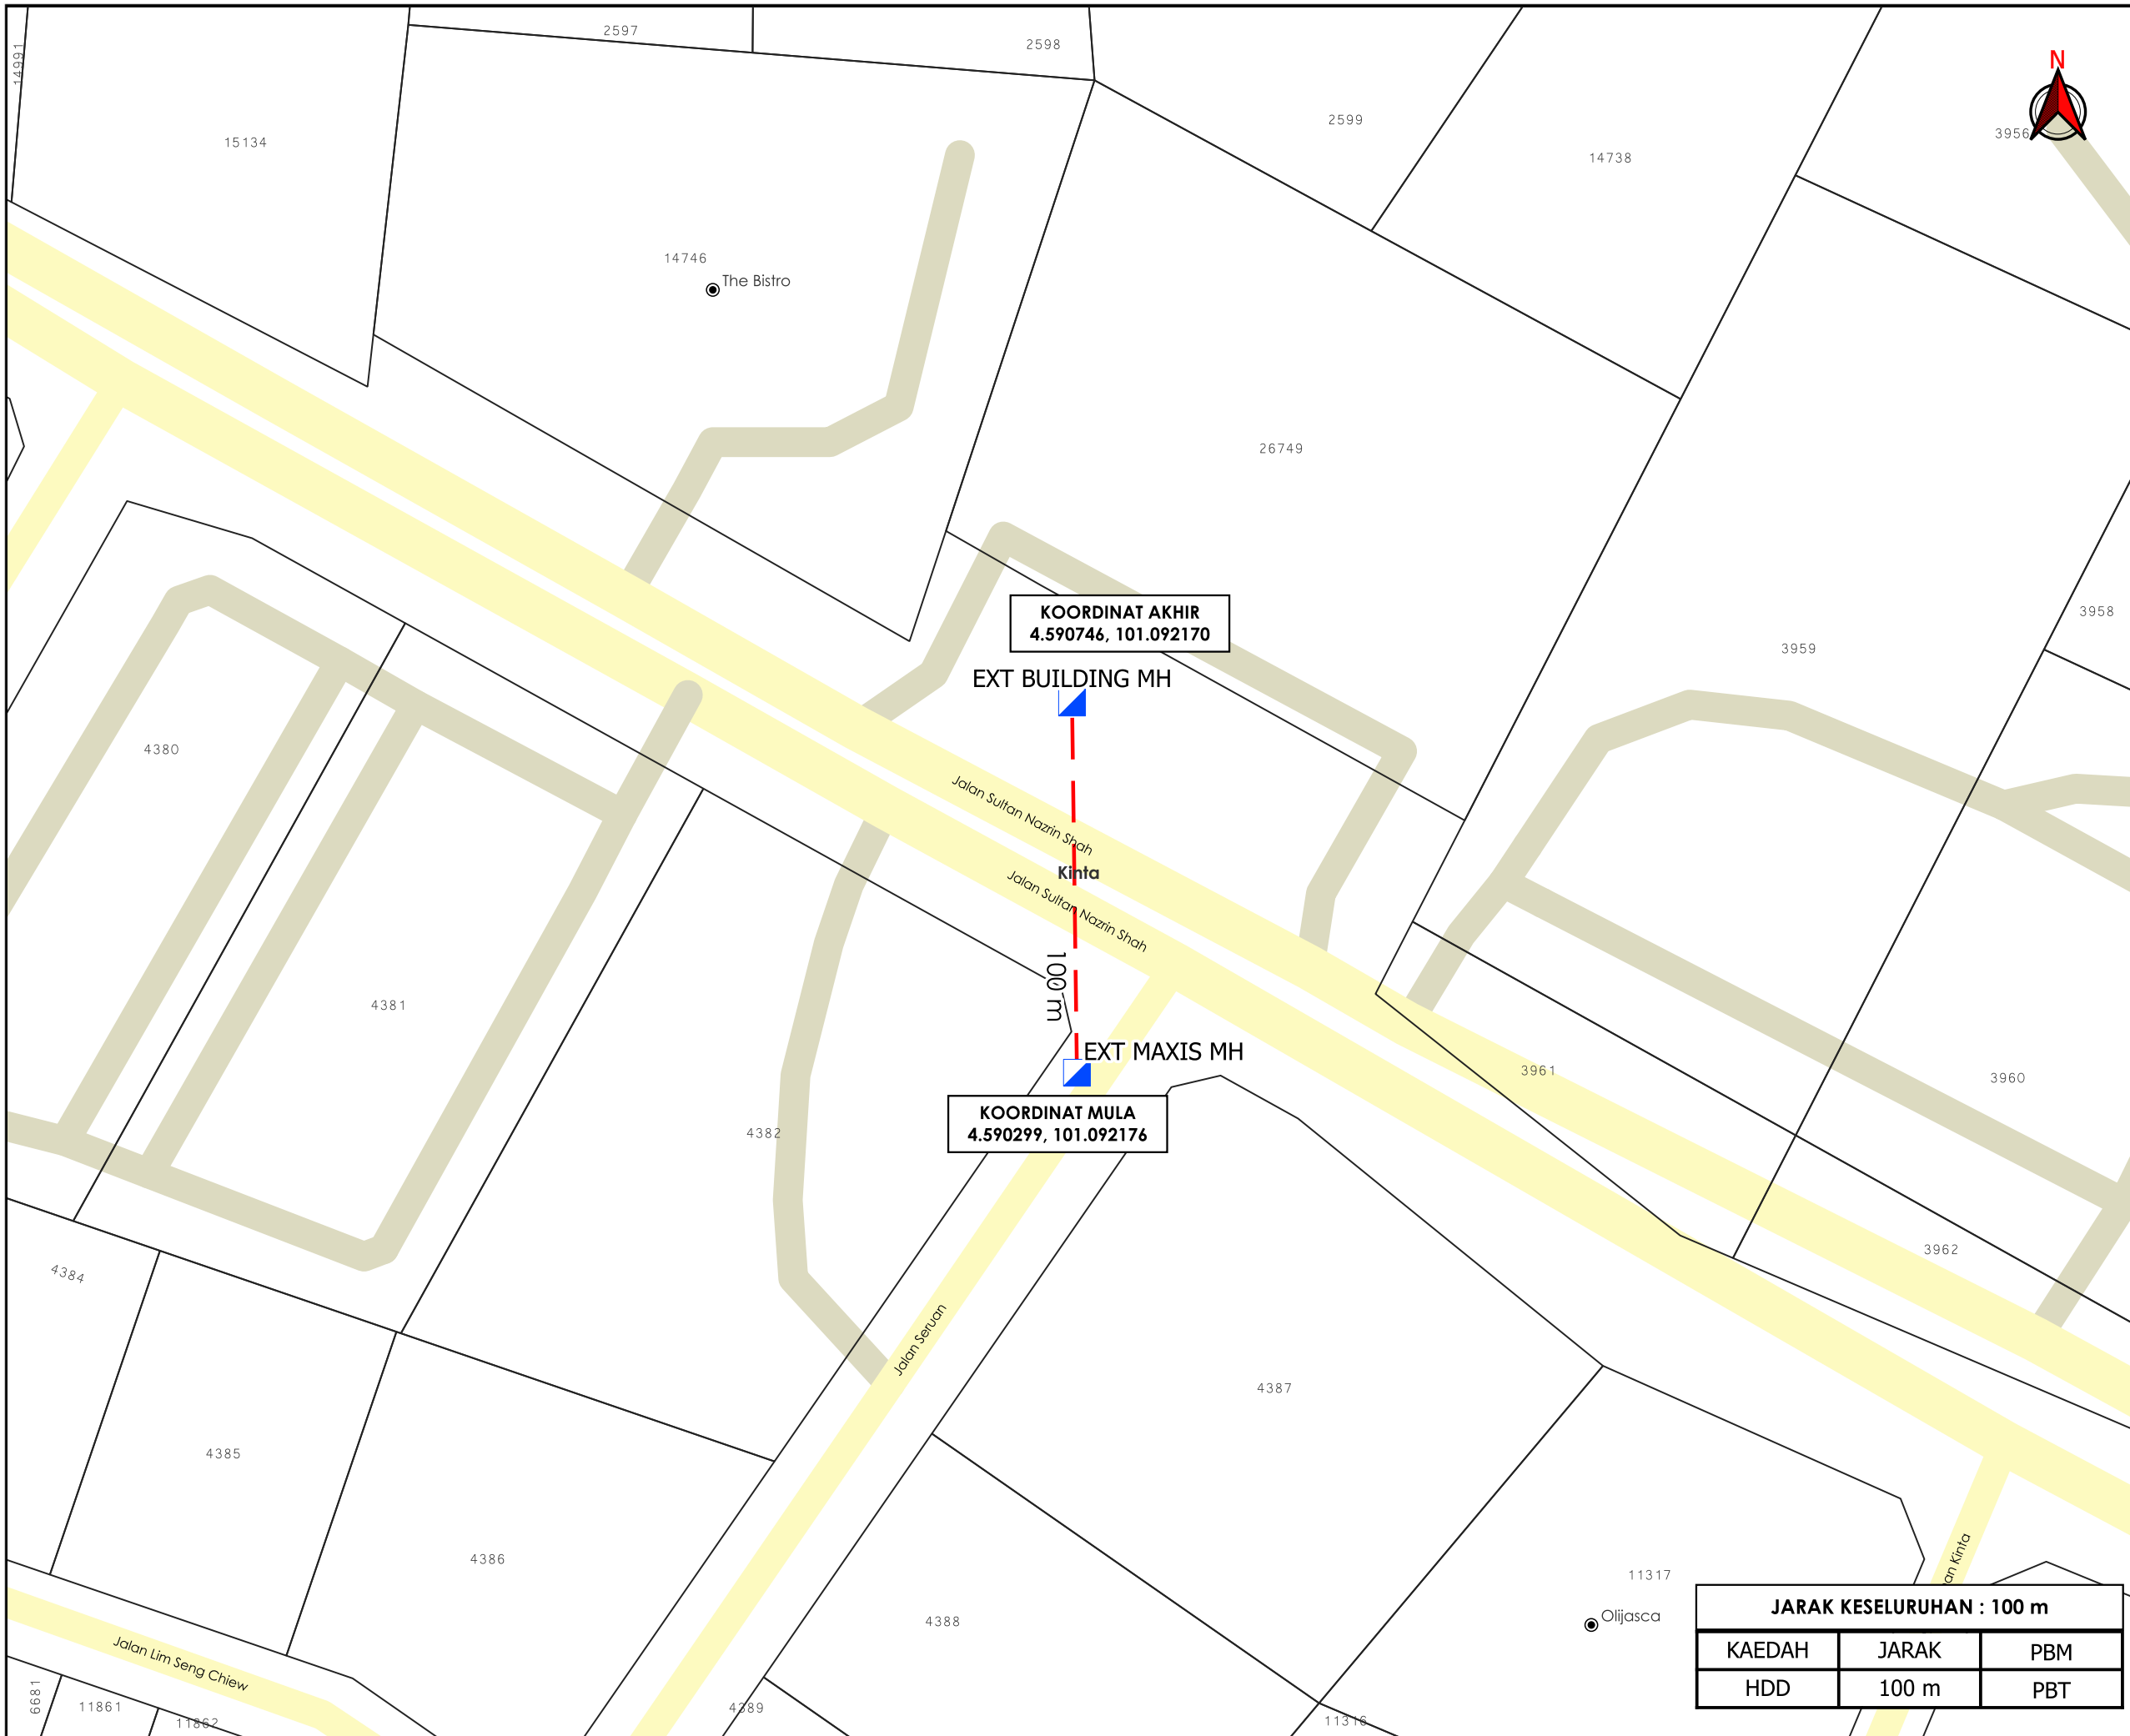 2597
2598
14991
N
2599
3956
15134
14738
14746
The Bistro
26749
KOORDINAT AKHIR
4.590746, 101.092170
3958
3959
EXT BUILDING MH
4380
Jalan Sultan Nazrin Shah
Kinta
Jalan Sultan Nazrin Shah
100 m
4381
EXT MAXIS MH
3961
3960
KOORDINAT MULA
4.590299, 101.092176
4382
3962
4384
Jalan Seruan
4387
4385
4386
an Kinta
11317
Olijasca
4388
Jalan Lim Seng Chiew
6681
11861
11862
4389
11316
JARAK KESELURUHAN : 100 m
KAEDAH JARAK PBM
HDD 100 m PBT